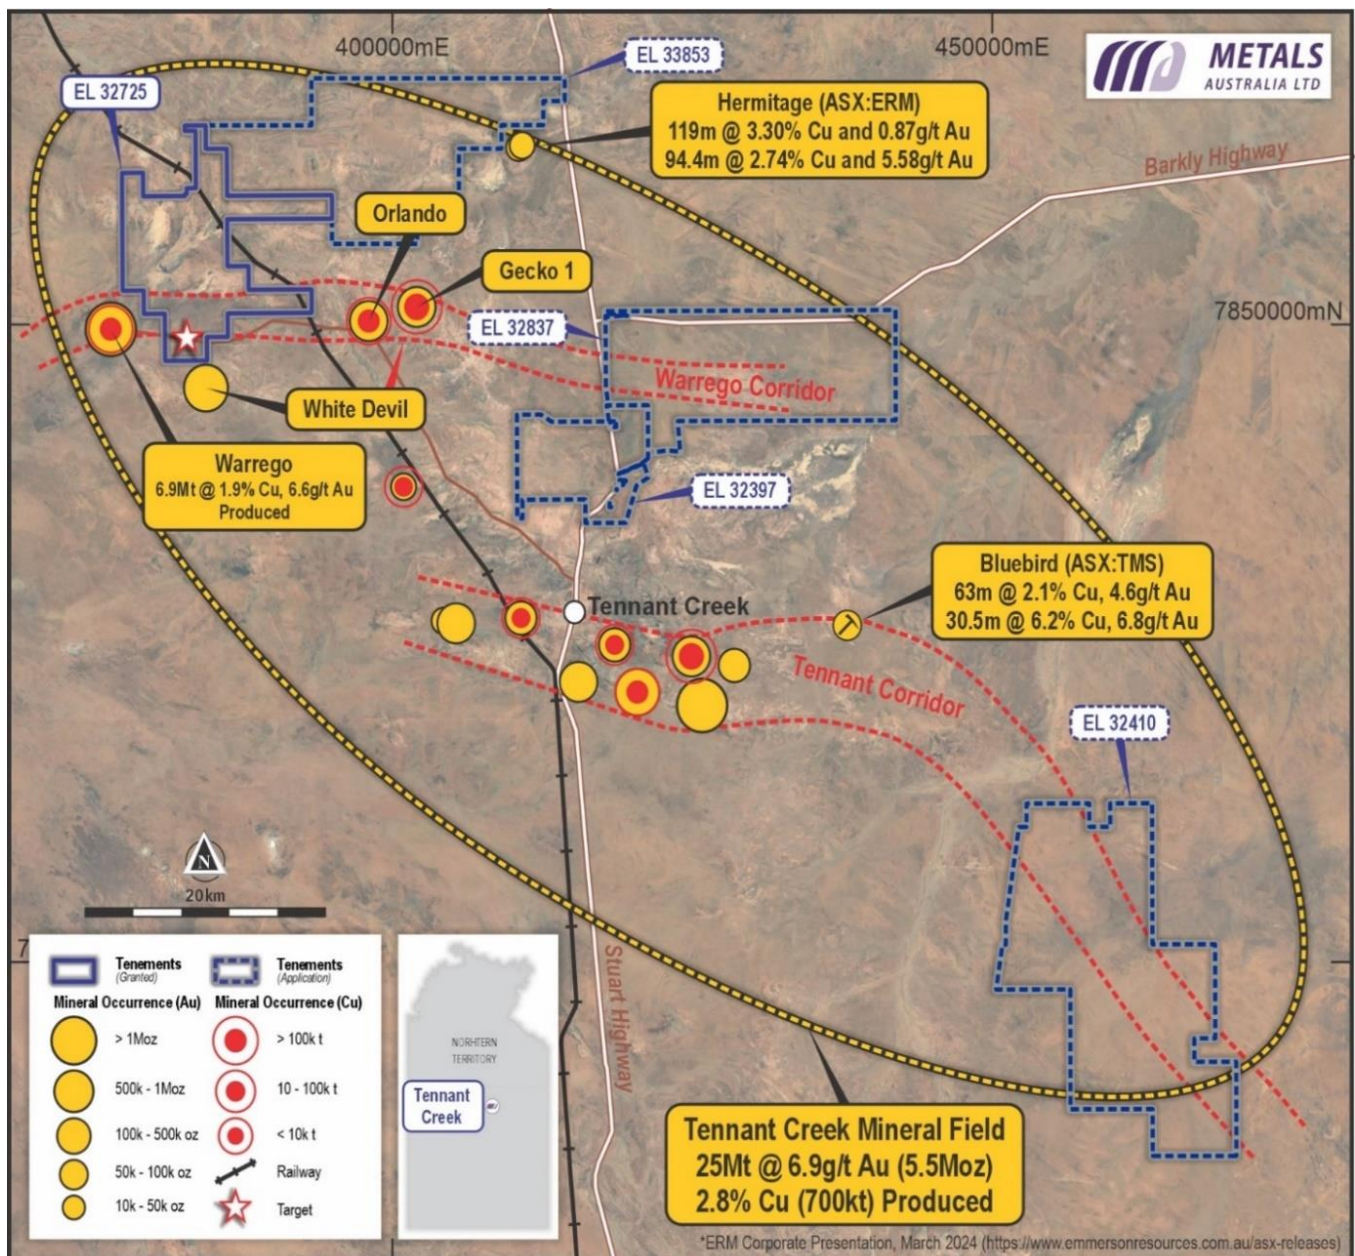 400000mE
450000mE
METALS
AUSTRALIA LTD
EL 33853
EL 32725
Hermitage (ASX:ERM)
119m @ 3.30% Cu and 0.87g/t Au
94.4m @ 2.74% Cu and 5.58g/t Au
Barkly Highway
Orlando
Gecko 1
7850000mN
EL 32837
Warrego Corridor
White Devil
Warrego
6.9Mt @ 1.9% Cu, 6.6g/t Au
Produced
EL 32397
Bluebird (ASX:TMS)
63m @ 2.1% Cu, 4.6g/t Au
30.5m @ 6.2% Cu, 6.8g/t Au
Tennant Creek
Tennant Corridor
EL 32410
N
20km
7
Stuart Highway
Tenements
(Granted)
Tenements
(Application)
Mineral Occurrence (Au)
Mineral Occurrence (Cu)
> 1Moz
> 100k t
500k - 1Moz
10 - 100k t
100k - 500k oz
< 10k t
50k - 100k oz
Railway
10k - 50k oz
Target
NORHTERN
TERRITORY
Tennant
Creek
Tennant Creek Mineral Field
25Mt @ 6.9g/t Au (5.5Moz)
2.8% Cu (700kt) Produced
*ERM Corporate Presentation, March 2024 (https://www.emmersonresources.com.au/asx-releases)